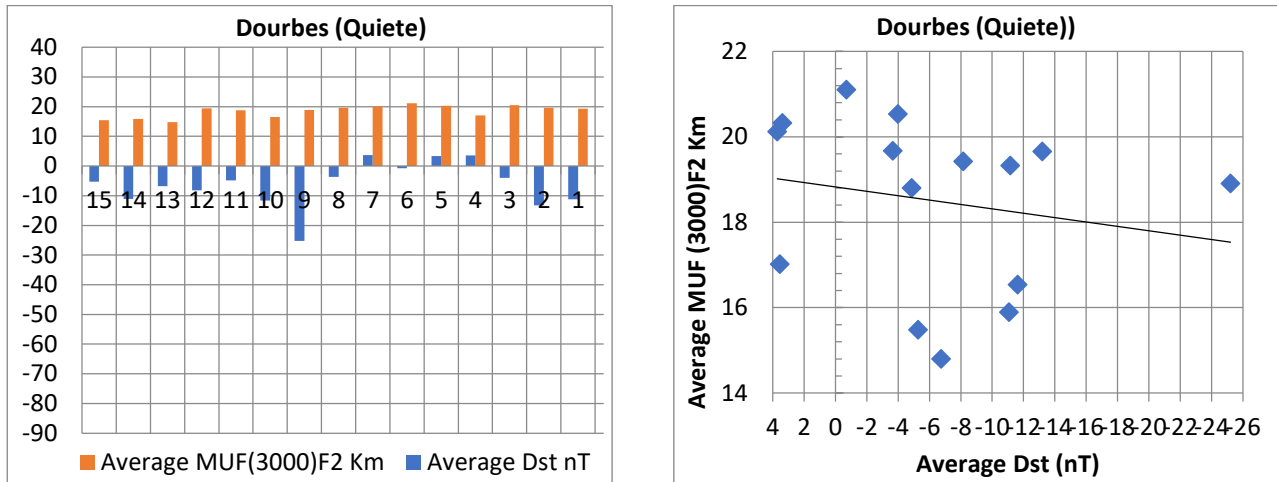 Dourbes (Quiete)
40
30
20
10
0
-10
-20
-30
-40
-50
-60
-70
-80
-90
15 14 13 12 11 10 9 8 7 6 5 4 3 2 1
Average MUF(3000)F2 Km Average Dst nT
Dourbes (Quiete))
Average MUF (3000)F2 Km
22
20
18
16
14
4 2 0 -2 -4 -6 -8 -10 -12 -14 -16 -18 -20 -22 -24 -26
Average Dst (nT)